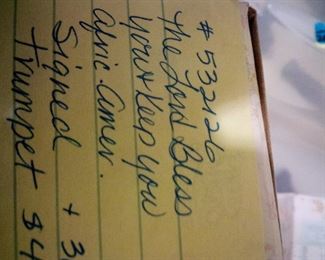 #532126
The Lord Bless
You & Keep You
Afric. Amer.
Signed + 3
Trumpet $4